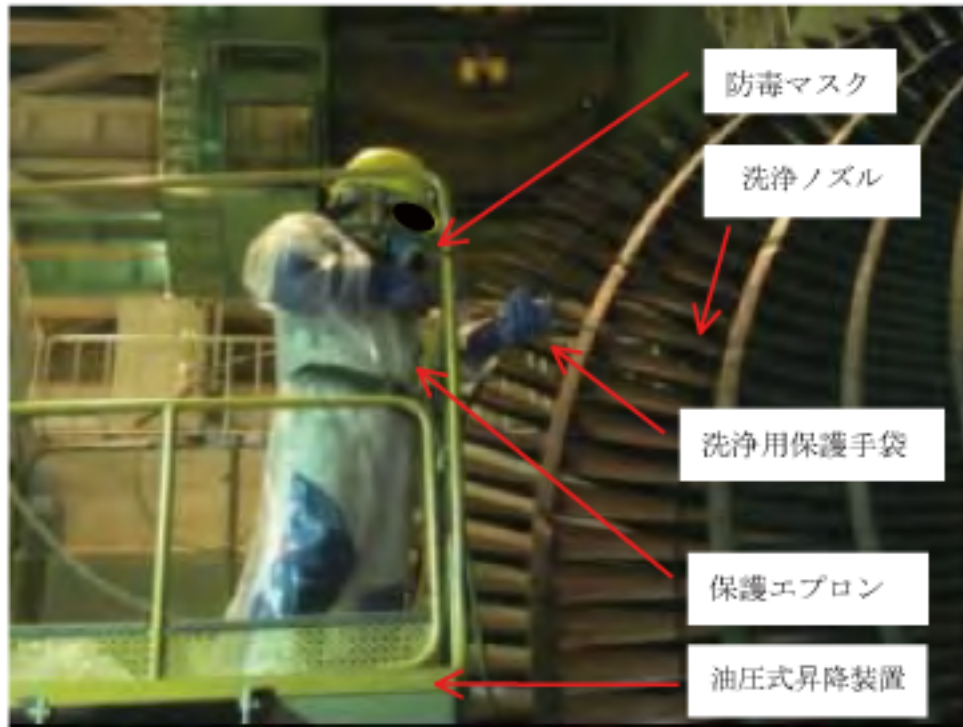 防毒マスク
洗浄ノズル
洗浄用保護手袋
保護エプロン
油圧式昇降装置